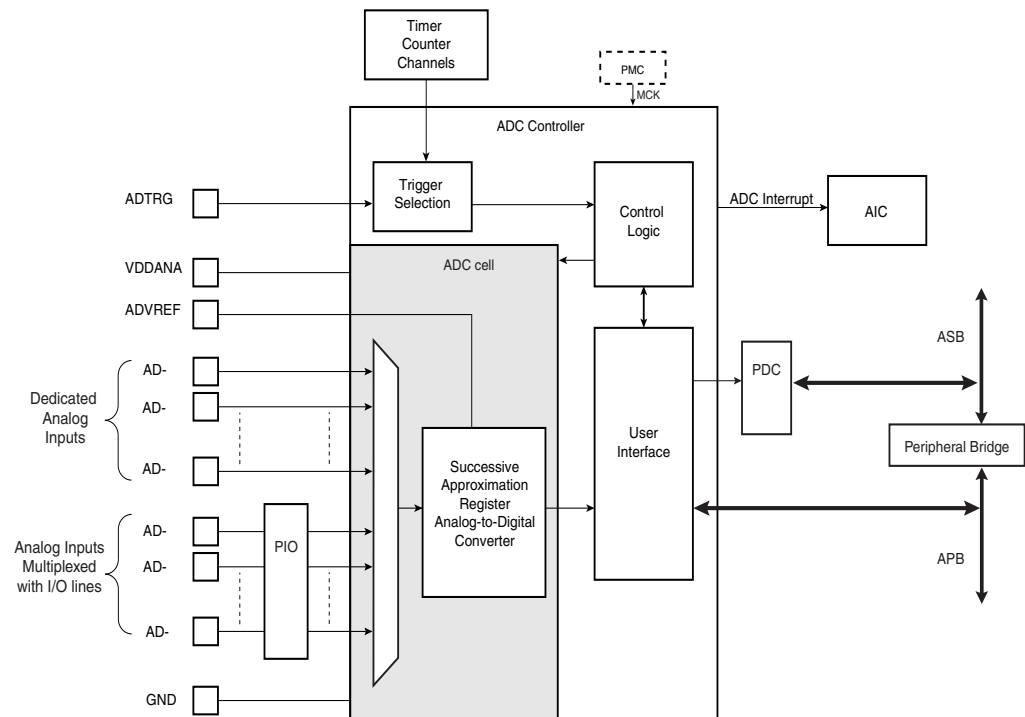 Timer
Counter
Channels
PMC
MCK
ADC Controller
ADTRG
Trigger
Selection
Control
Logic
ADC Interrupt
AIC
VDDANA
ADC cell
ADVREF
ASB
Dedicated
Analog
Inputs
AD-
AD-
AD-
PDC
User
Interface
Peripheral Bridge
Successive
Approximation
Register
Analog-to-Digital
Converter
Analog Inputs
Multiplexed
with I/O lines
AD-
AD-
AD-
PIO
APB
GND